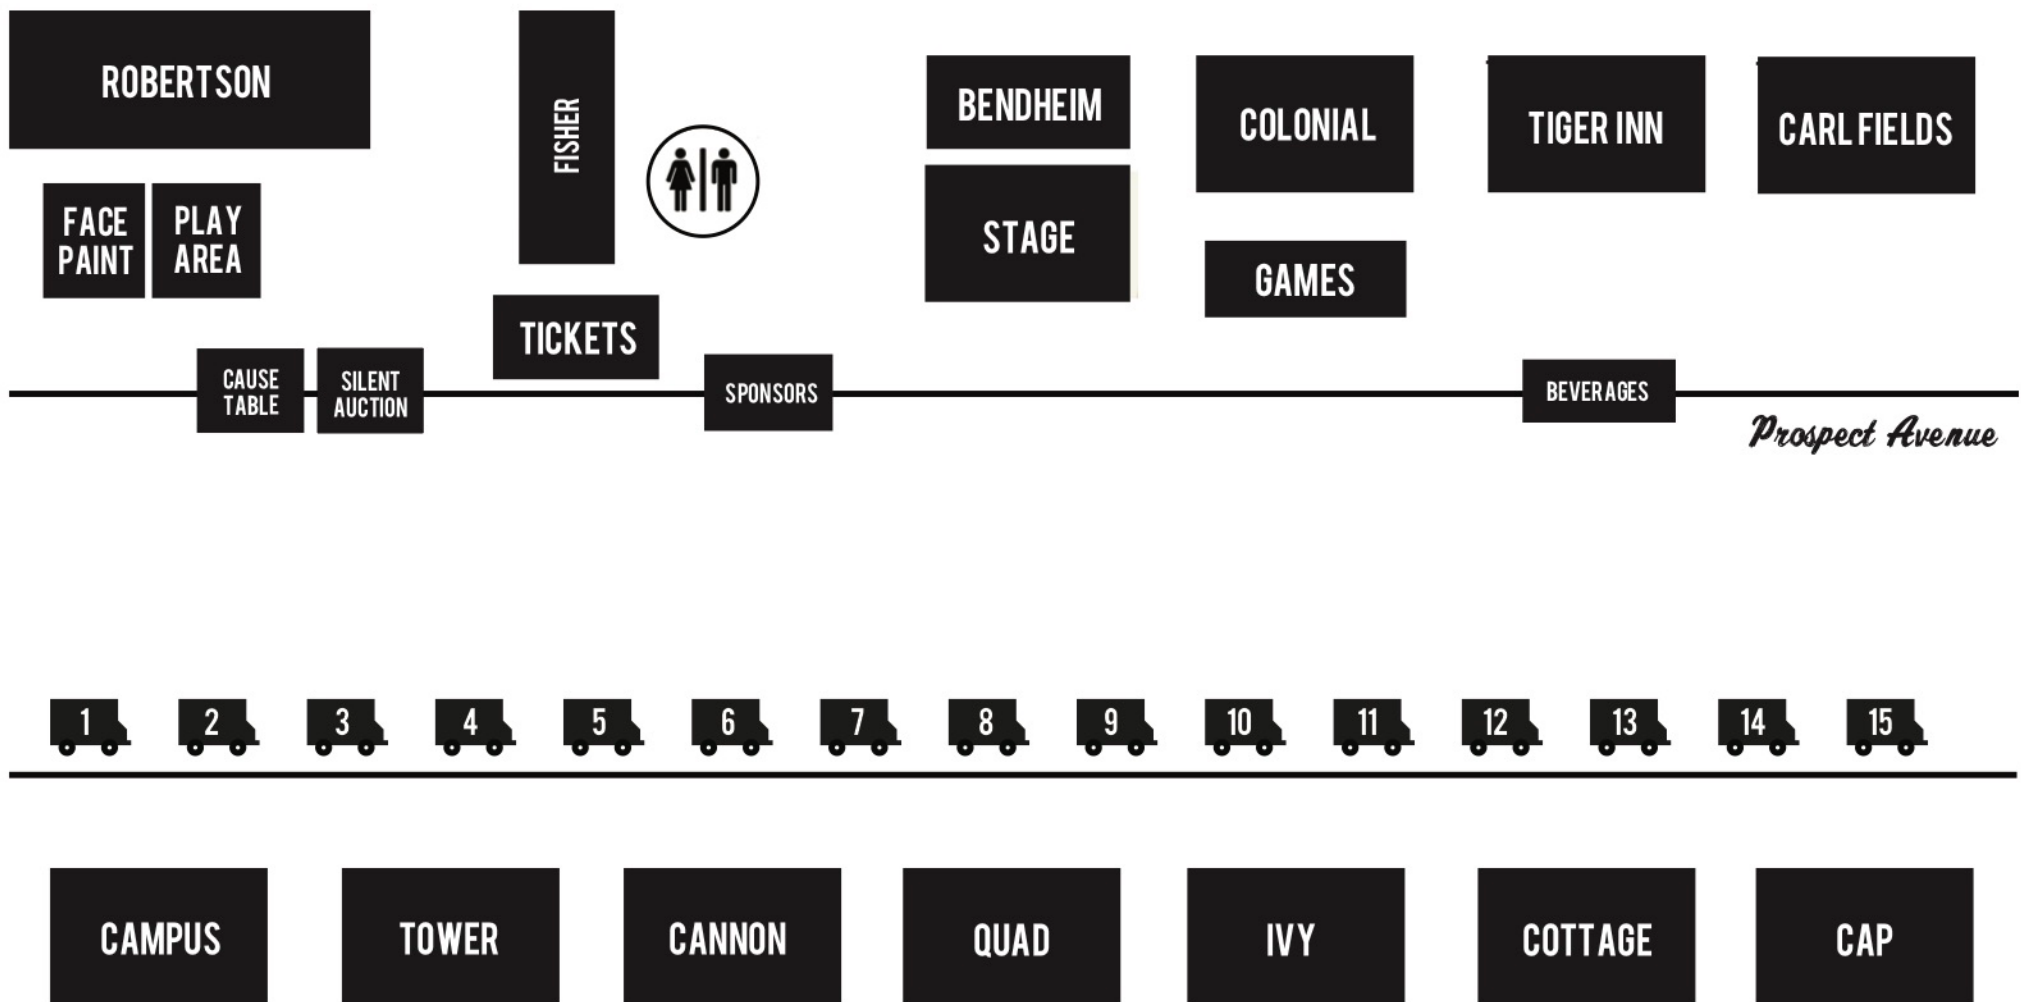 ROBERTSON
FISHER
BENDHEIM
COLONIAL
TIGER INN
CARL FIELDS
FACE
PAINT
PLAY
AREA
STAGE
GAMES
TICKETS
CAUSE
TABLE
SILENT
AUCTION
SPONSORS
BEVERAGES
Prospect Avenue
1
2
3
4
5
6
7
8
9
10
11
12
13
14
15
CAMPUS
TOWER
CANNON
QUAD
IVY
COTTAGE
CAP